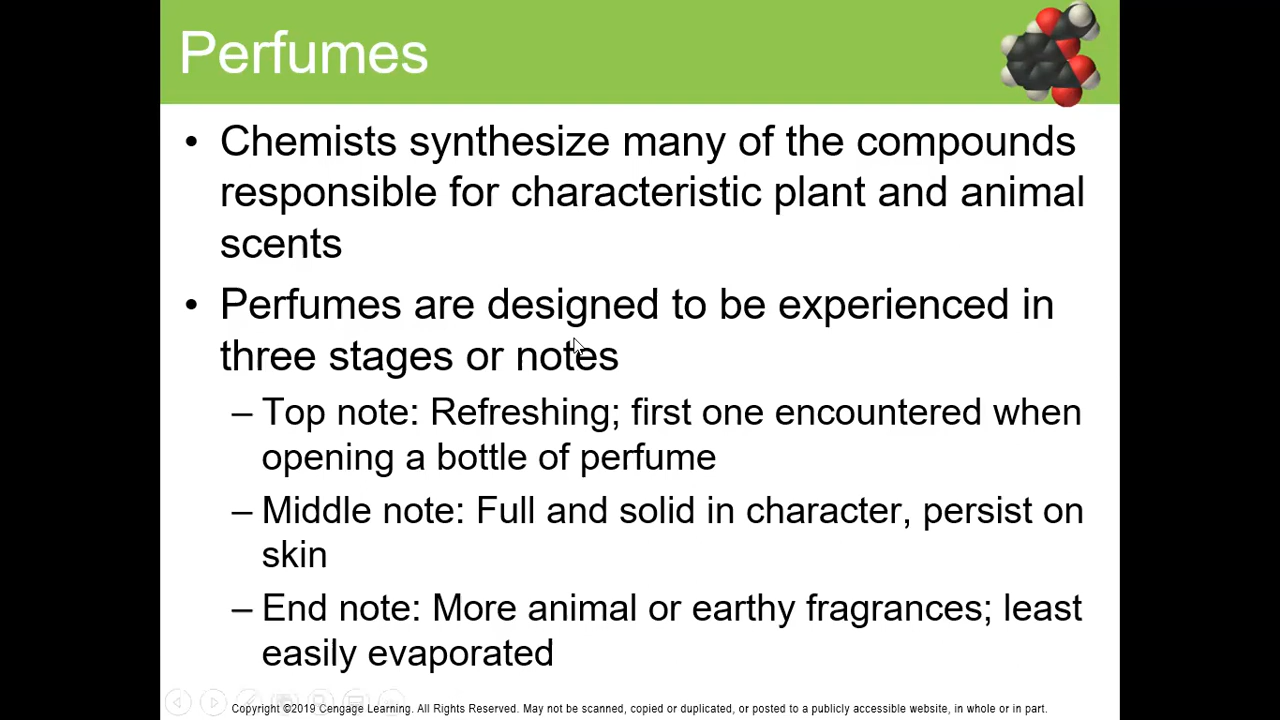 Perfumes
• Chemists synthesize many of the compounds
responsible for characteristic plant and animal
scents
• Perfumes are designed to be experienced in
three stages or notes
– Top note: Refreshing; first one encountered when
opening a bottle of perfume
– Middle note: Full and solid in character, persist on
skin
– End note: More animal or earthy fragrances; least
easily evaporated
Copyright ©2019 Cengage Learning. All Rights Reserved. May not be scanned, copied or duplicated, or posted to a publicly accessible website, in whole or in part.